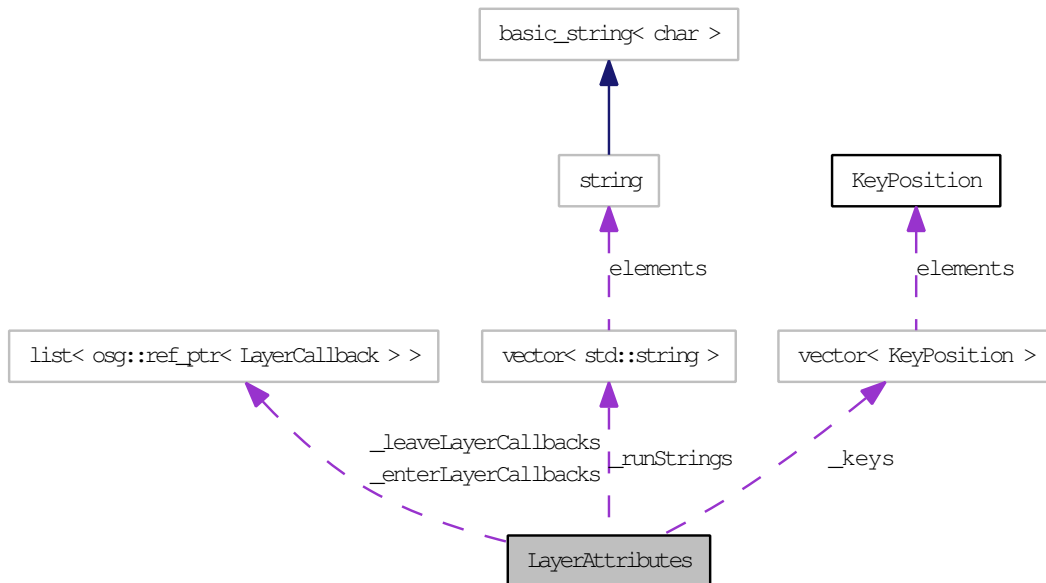 basic_string< char >
string
KeyPosition
elements
elements
list< osg::ref_ptr< LayerCallback > >
vector< std::string >
vector< KeyPosition >
_leaveLayerCallbacks
_enterLayerCallbacks
_runStrings
_keys
LayerAttributes